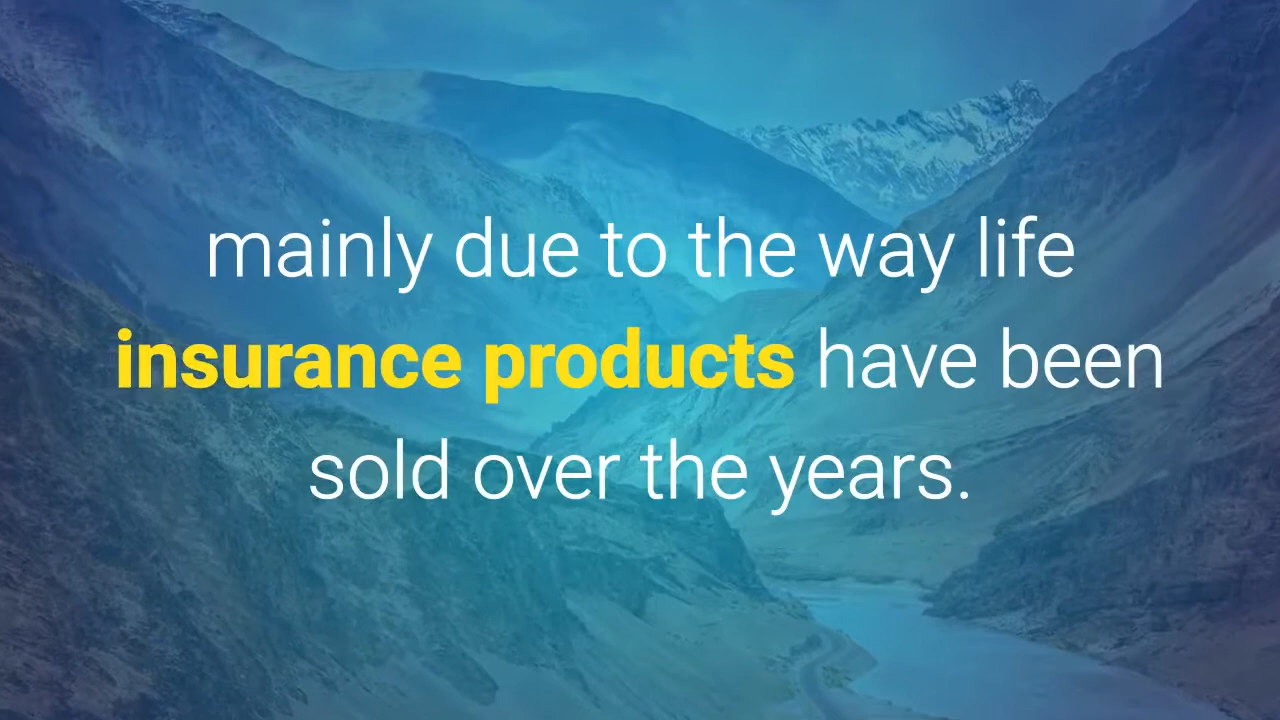 mainly due to the way life
insurance products have been
sold over the years.